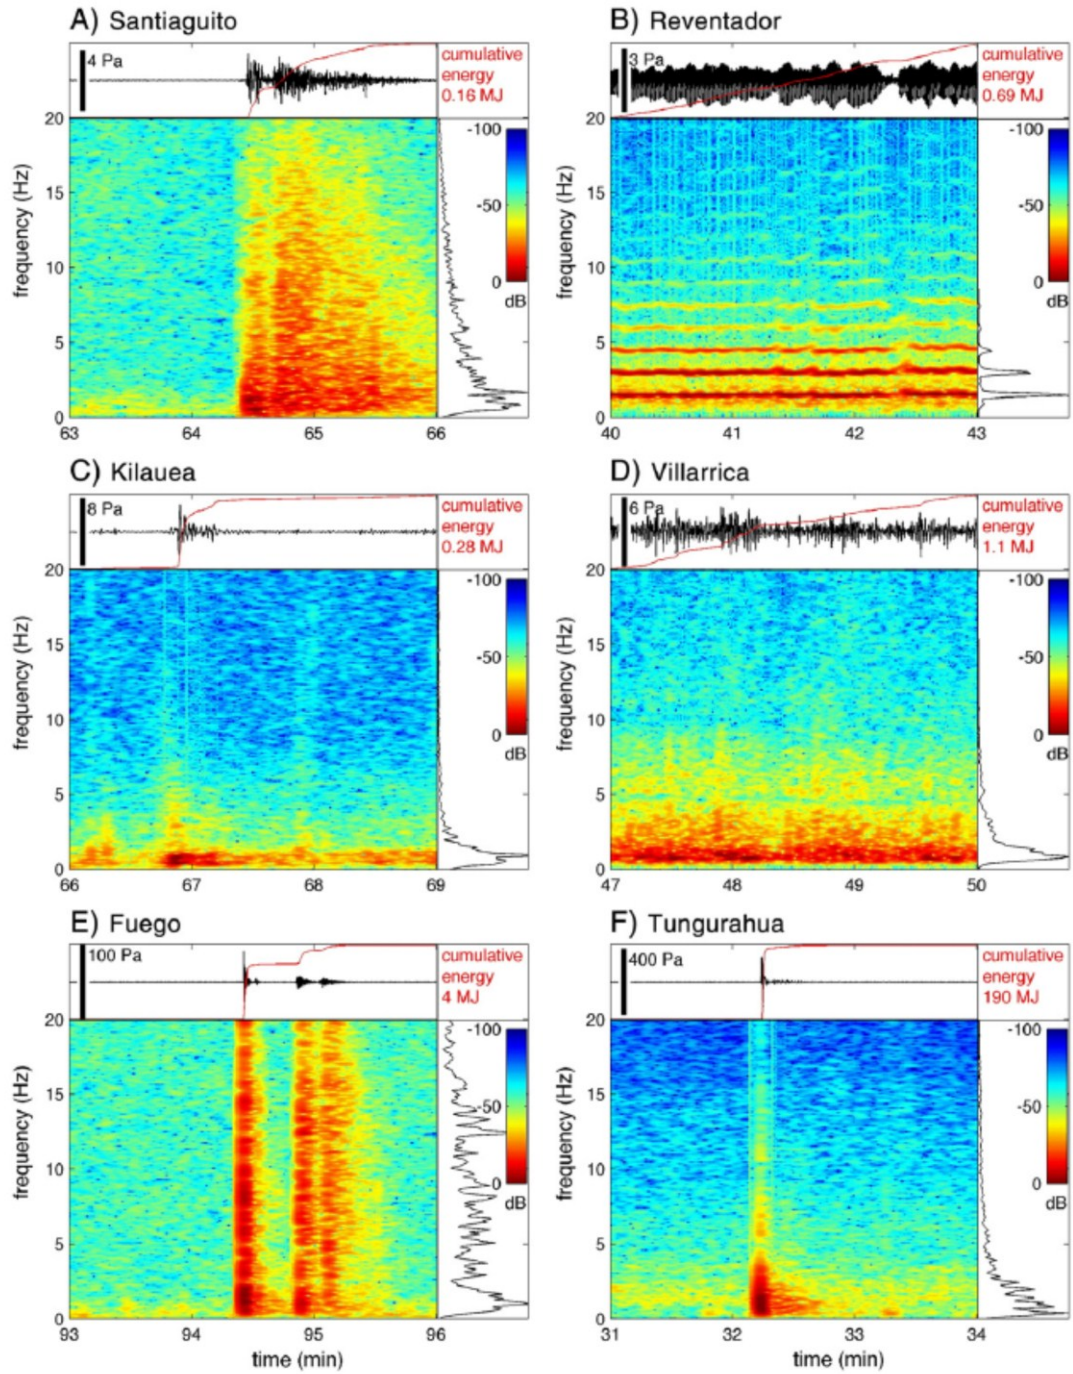 A) Santiaguito
4 Pa
cumulative
energy
0.16 MJ
20
15
10
5
0
frequency (Hz)
63 64 65 66
-100
-50
0
dB
B) Reventador
3 Pa
cumulative
energy
0.69 MJ
20
15
10
5
0
frequency (Hz)
40 41 42 43
-100
-50
0
dB
C) Kilauea
8 Pa
cumulative
energy
0.28 MJ
20
15
10
5
0
frequency (Hz)
66 67 68 69
-100
-50
0
dB
D) Villarrica
6 Pa
cumulative
energy
1.1 MJ
20
15
10
5
0
frequency (Hz)
47 48 49 50
-100
-50
0
dB
E) Fuego
100 Pa
cumulative
energy
4 MJ
20
15
10
5
0
frequency (Hz)
93 94 95 96
time (min)
-100
-50
0
dB
F) Tungurahua
400 Pa
cumulative
energy
190 MJ
20
15
10
5
0
frequency (Hz)
31 32 33 34
time (min)
-100
-50
0
dB